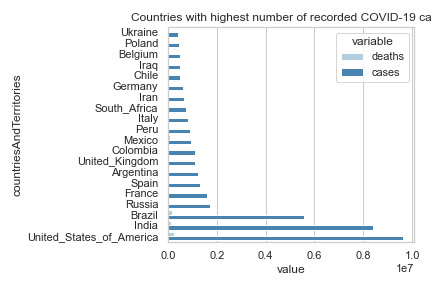 Countries with highest number of recorded COVID-19 ca
countriesAndTerritories
Ukraine
Poland
Belgium
Iraq
Chile
Germany
Iran
South_Africa
Italy
Peru
Mexico
Colombia
United_Kingdom
Argentina
Spain
France
Russia
Brazil
India
United_States_of_America
variable
deaths
cases
0.0 0.2 0.4 0.6 0.8 1.0
1e7
value